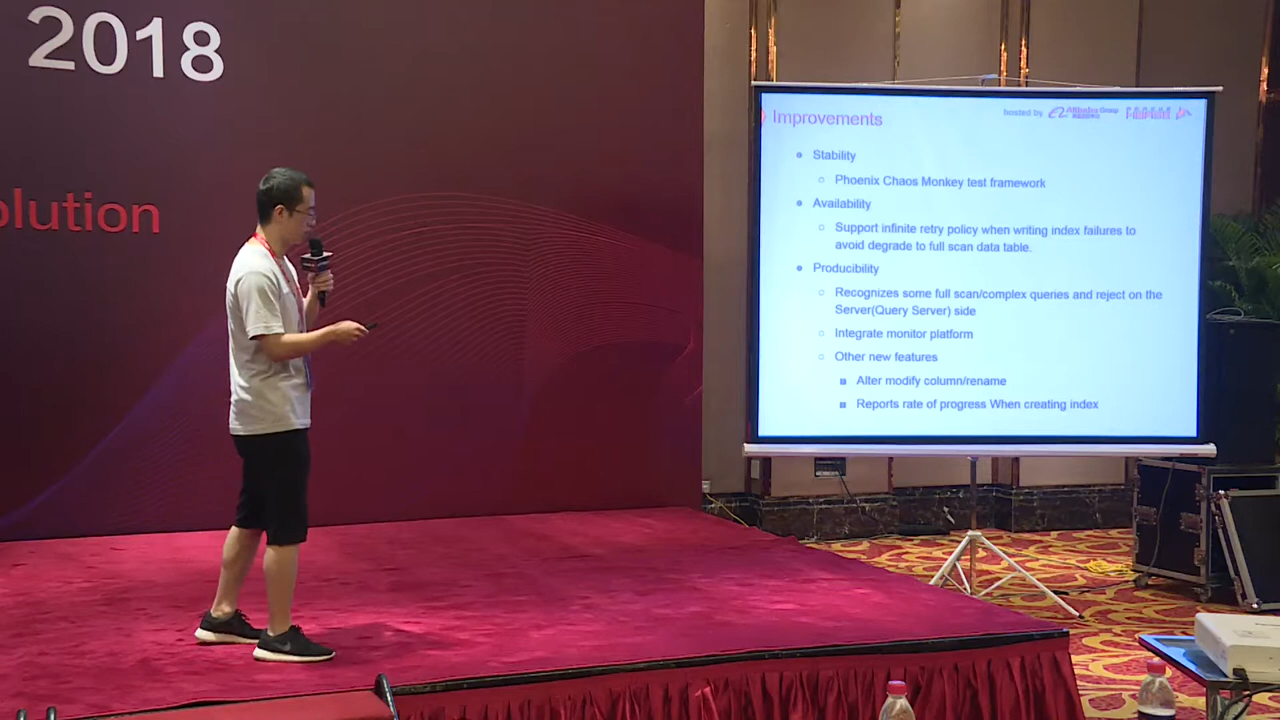 2018
olution
Improvements
hosted by Alibaba Group
Stability
Phoenix Chaos Monkey test framework
Availability
Support infinite retry policy when writing index failures to
avoid degrade to full scan data table.
Producibility
Recognizes some full scan/complex queries and reject on the
Server(Query Server) side
Integrate monitor platform
Other new features
Alter modify column/rename
Reports rate of progress When creating index